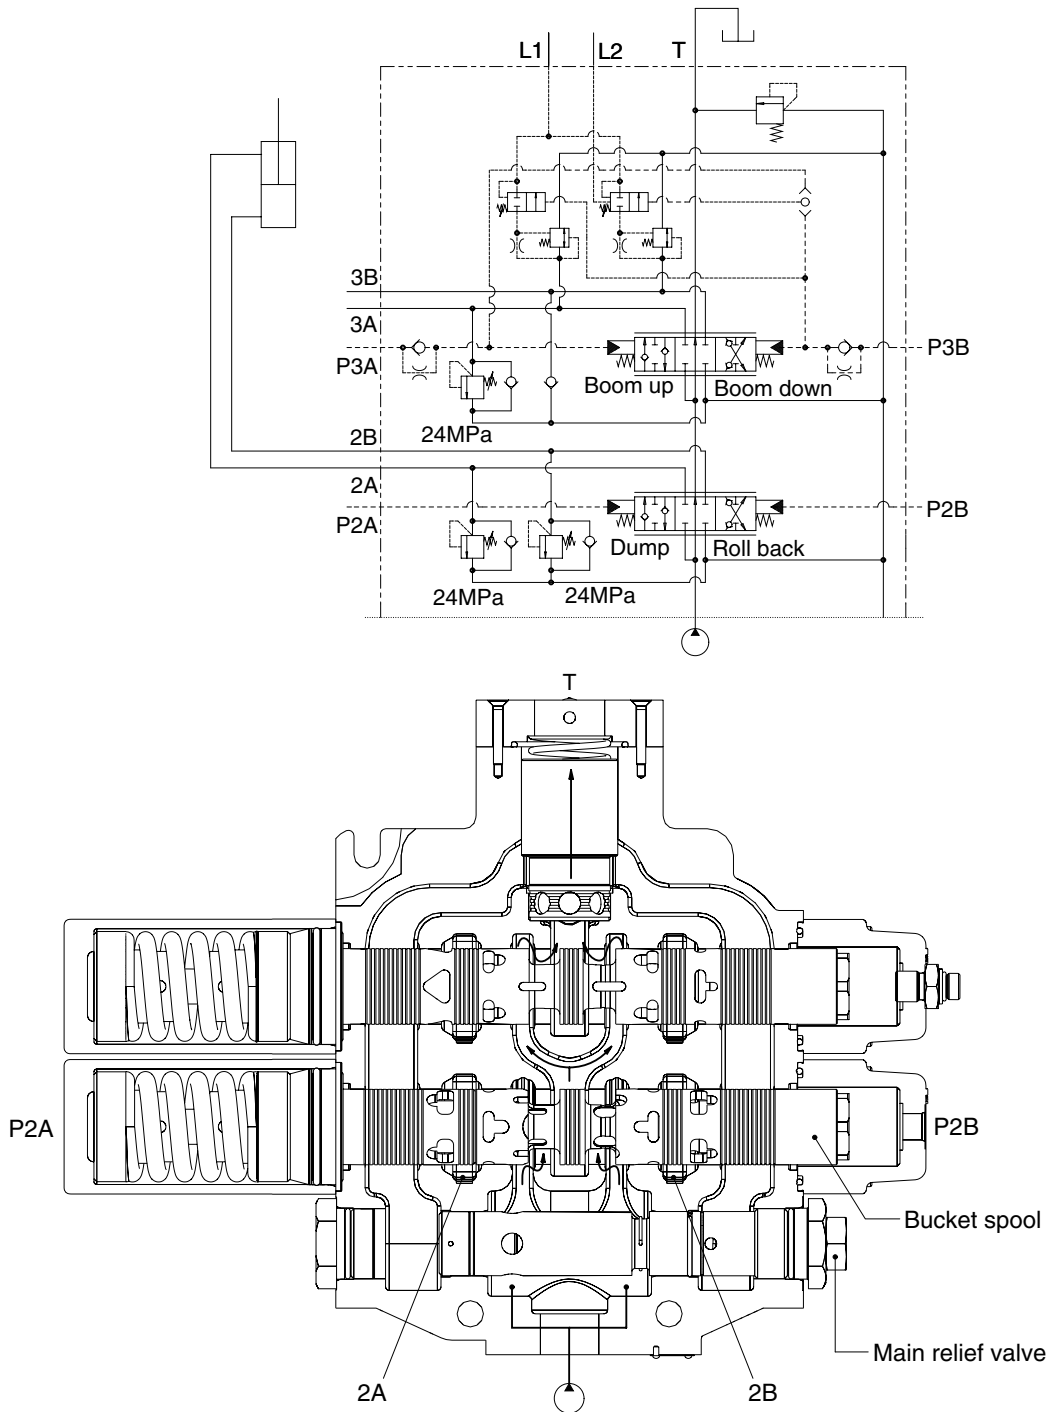 L1 L2 T
3B
3A
P3A
P3B
Boom up Boom down
24MPa
2B
2A
P2A
P2B
Dump Roll back
24MPa 24MPa
T
P2A
P2B
Bucket spool
Main relief valve
2A 2B